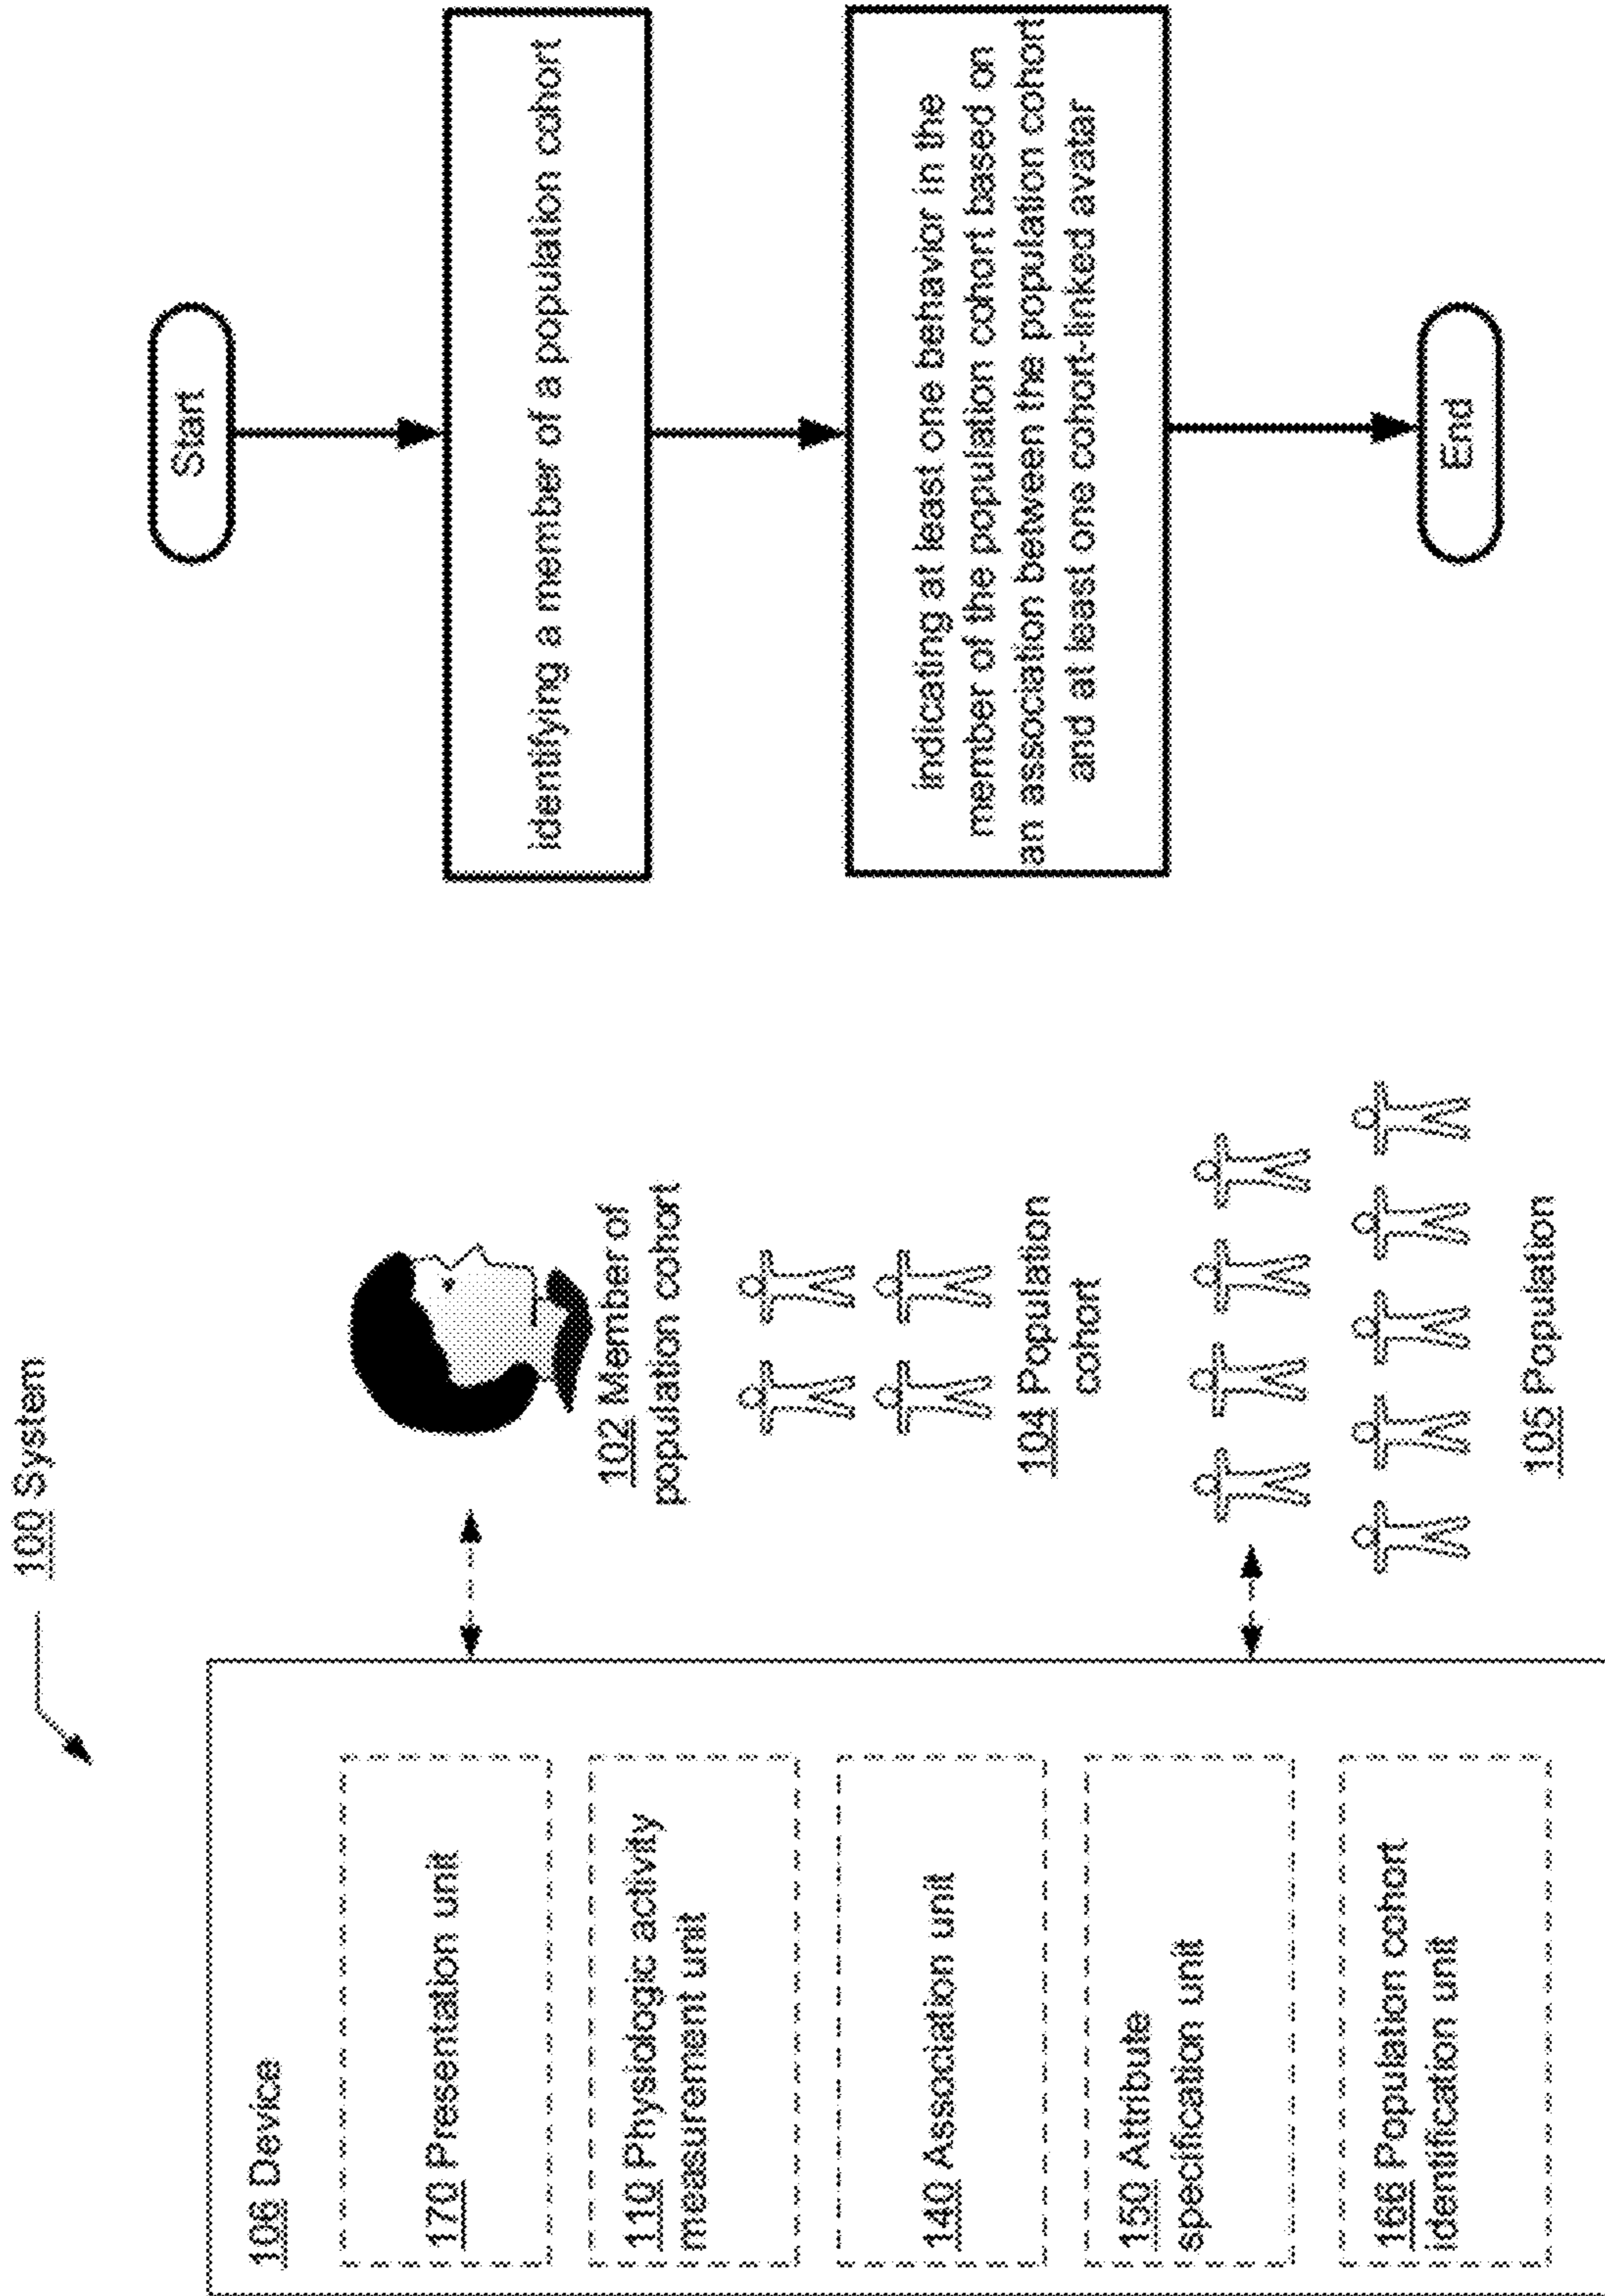 100 System
106 Device
170 Presentation unit
110 Physiologic activity
measurement unit
140 Association unit
150 Attribute
specification unit
166 Population cohort
identification unit
102 Member of
population cohort
104 Population
cohort
105 Population
Start
identifying a member of a population cohort
indicating at least one behavior in the
member of the population cohort based on
an association between the population cohort
and at least one cohort-linked avatar
End